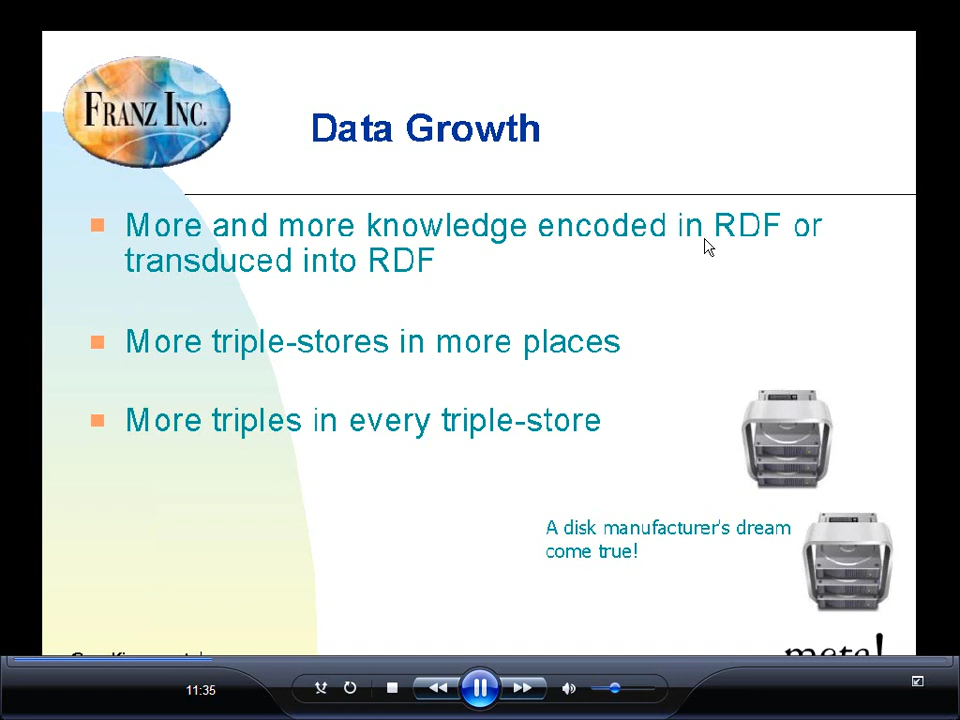 FRANZ INC.
Data Growth
More and more knowledge encoded in RDF or
transduced into RDF
More triple-stores in more places
More triples in every triple-store
A disk manufacturer's dream
come true!
meta!
11:35